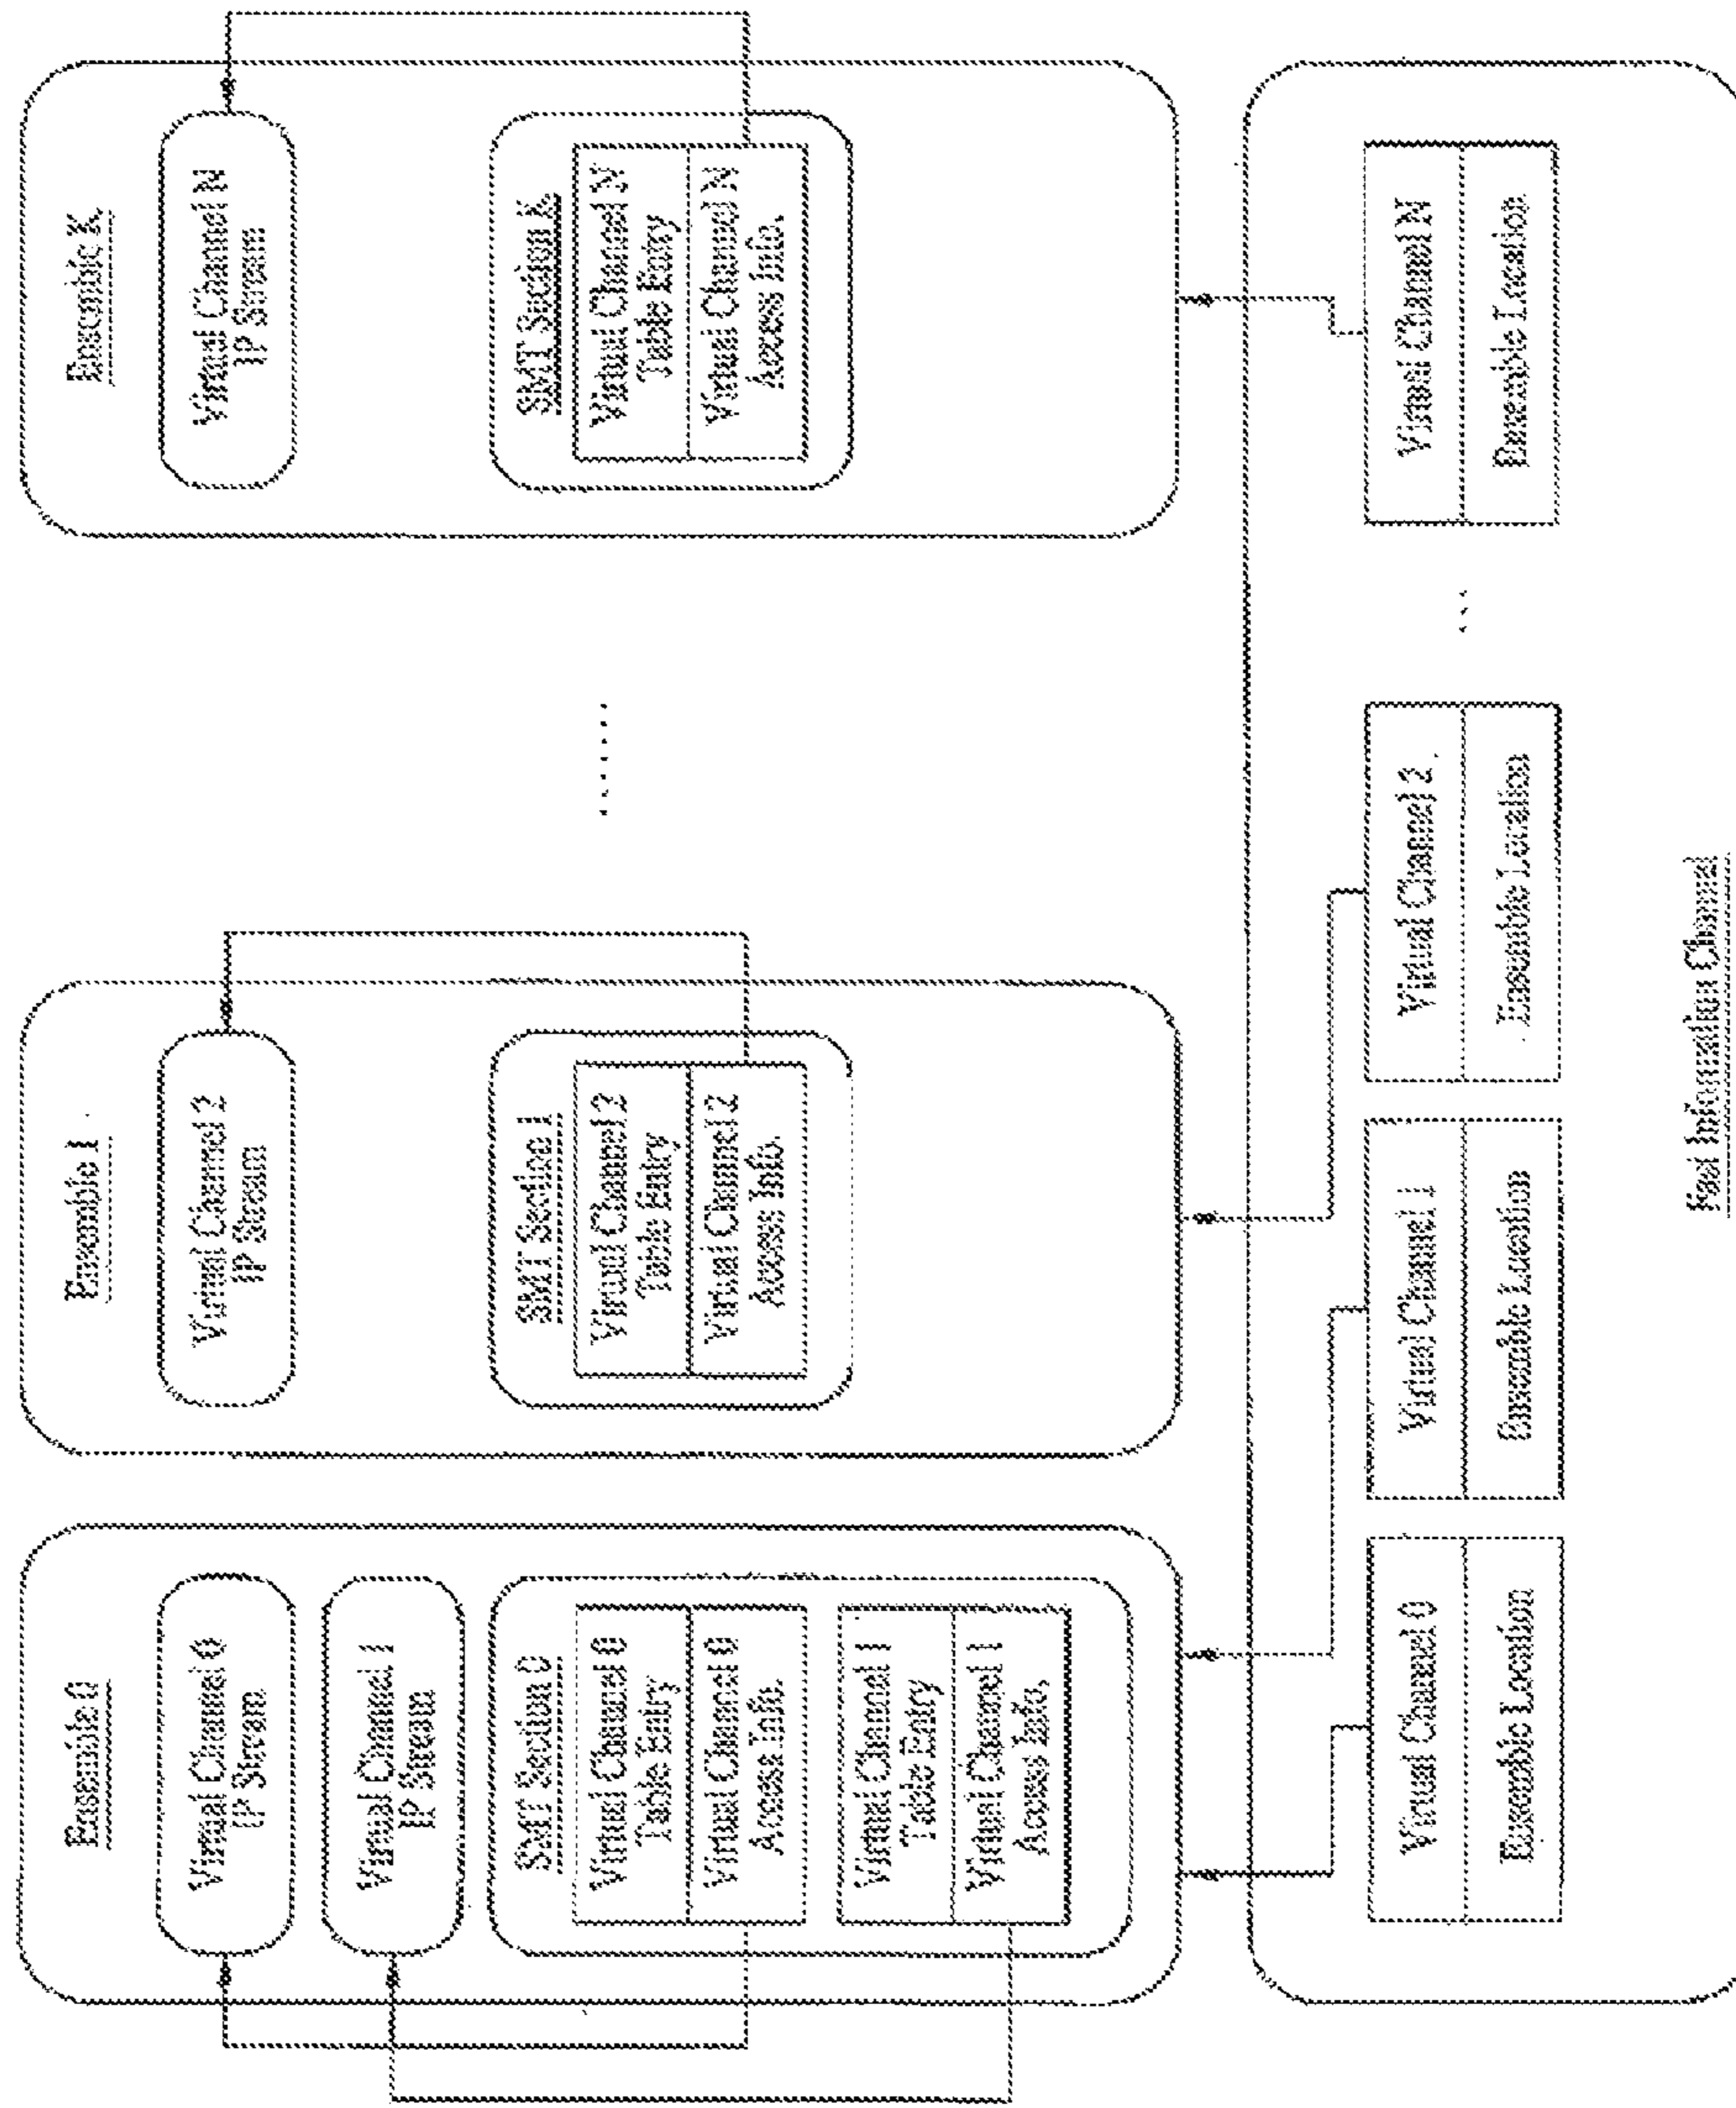 Ensemble 0
Virtual Channel 0
IP Stream
Virtual Channel 1
IP Stream
SMT Section 0
Virtual Channel 0
Table Entry
Virtual Channel 0
Access Info.
Virtual Channel 1
Table Entry
Virtual Channel 1
Access Info.
Ensemble 1
Virtual Channel 2
IP Stream
SMT Section 1
Virtual Channel 2
Table Entry
Virtual Channel 2
Access Info.
......
Ensemble K
Virtual Channel N
IP Stream
SMT Section K
Virtual Channel N
Table Entry
Virtual Channel N
Access Info.
Virtual Channel 0
Ensemble Location
Virtual Channel 1
Ensemble Location
Virtual Channel 2
Ensemble Location
...
Virtual Channel N
Ensemble Location
Fast Information Channel